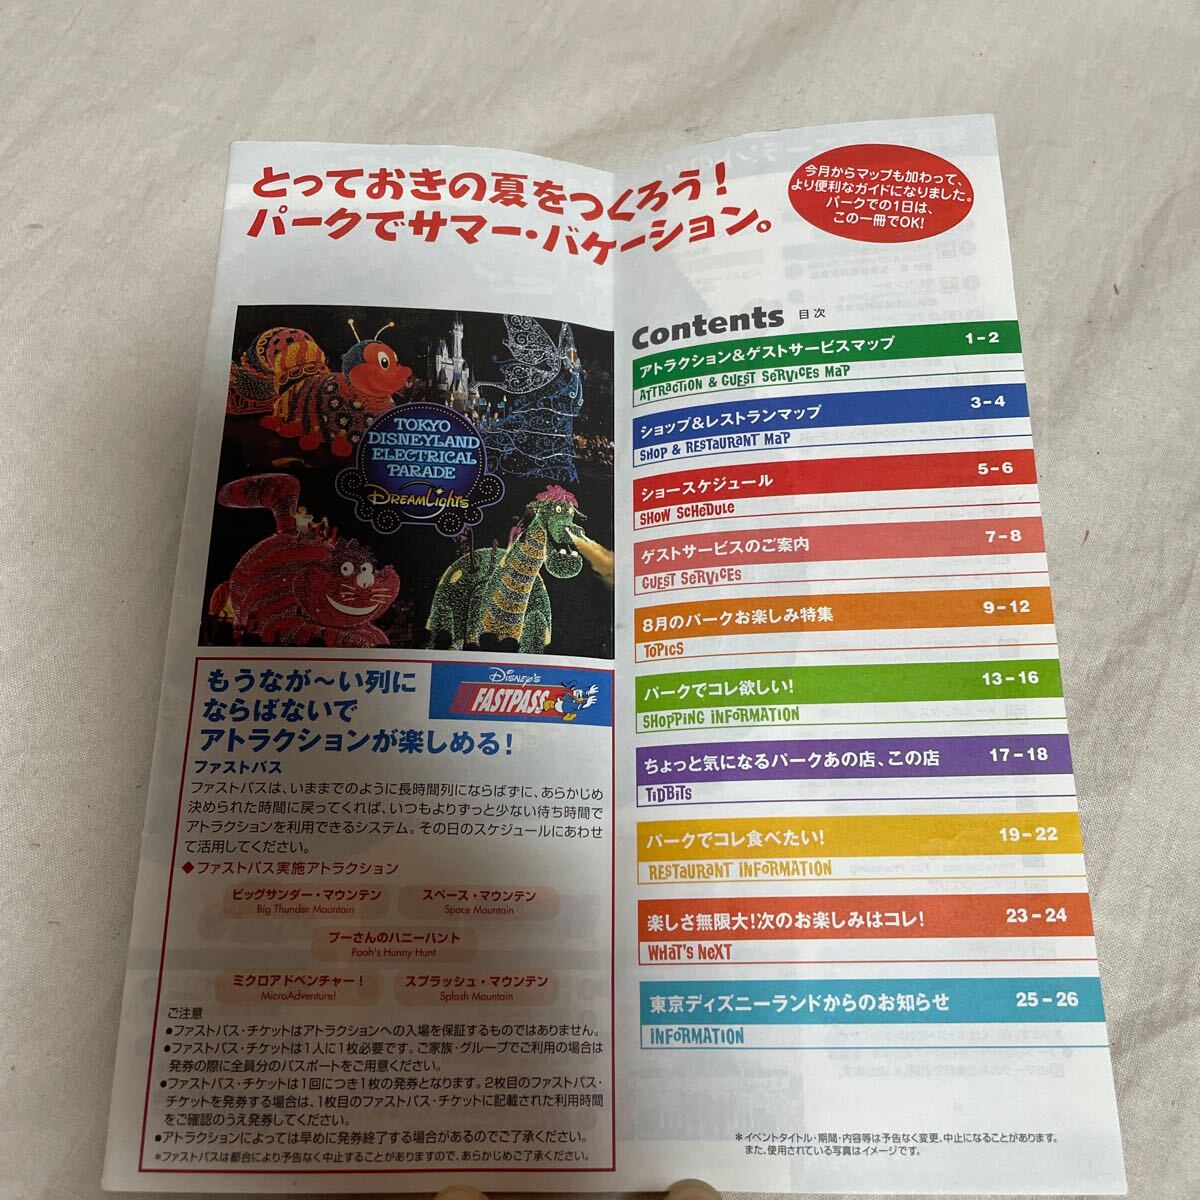 とっておきの夏をつくろう!
パークでサマー・バケーション。
今月からマップも加わって、
より便利なガイドになりました。
パークでの1日は、
この一冊でOK!
TOKYO
DISNEYLAND
ELECTRICAL
PARADE
DREAMLIGHTS
もうなが〜い列に
ならばないで
アトラクションが楽しめる!
DISNEY'S
FASTPASS
ファストパス
ファストパスは、いままでのように長時間列にならばずに、あらかじめ
決められた時間に戻ってくれば、いつもよりずっと少ない待ち時間で
アトラクションを利用できるシステム。その日のスケジュールにあわせ
て活用してください。
◆ファストパス実施アトラクション
ビッグサンダー・マウンテン
Big Thunder Mountain
スペース・マウンテン
Space Mountain
プーさんのハニーハント
Pooh's Hunny Hunt
ミクロアドベンチャー!
MicroAdventure!
スプラッシュ・マウンテン
Splash Mountain
ご注意
●ファストパス・チケットはアトラクションへの入場を保証するものではありません。
●ファストパス・チケットは1人に1枚必要です。ご家族・グループでご利用の場合は
発券の際に全員分のパスポートをご用意ください。
●ファストパス・チケットは1回につき1枚の発券となります。2枚目のファストパス・
チケットを発券する場合は、1枚目のファストパス・チケットに記載された利用時間
をご確認のうえ発券してください。
●アトラクションによっては早めに発券終了する場合があるのでご了承ください。
*ファストパスは都合により予告なく中止することがありますので、あらかじめご了承ください。
Contents 目次
アトラクション&ゲストサービスマップ 1-2
ATTRACTION & GUEST SERVICES MAP
ショップ&レストランマップ 3-4
SHOP & RESTAURANT MAP
ショースケジュール 5-6
SHOW SCHEDULE
ゲストサービスのご案内 7-8
GUEST SERVICES
8月のパークお楽しみ特集 9-12
TOPICS
パークでコレ欲しい! 13-16
SHOPPING INFORMATION
ちょっと気になるパークあの店、この店 17-18
TIDBITS
パークでコレ食べたい! 19-22
RESTAURANT INFORMATION
楽しさ無限大!次のお楽しみはコレ! 23-24
WHAT'S NEXT
東京ディズニーランドからのお知らせ 25-26
INFORMATION
*イベントタイトル・期間・内容等は予告なく変更、中止になることがあります。
また、使用されている写真はイメージです。